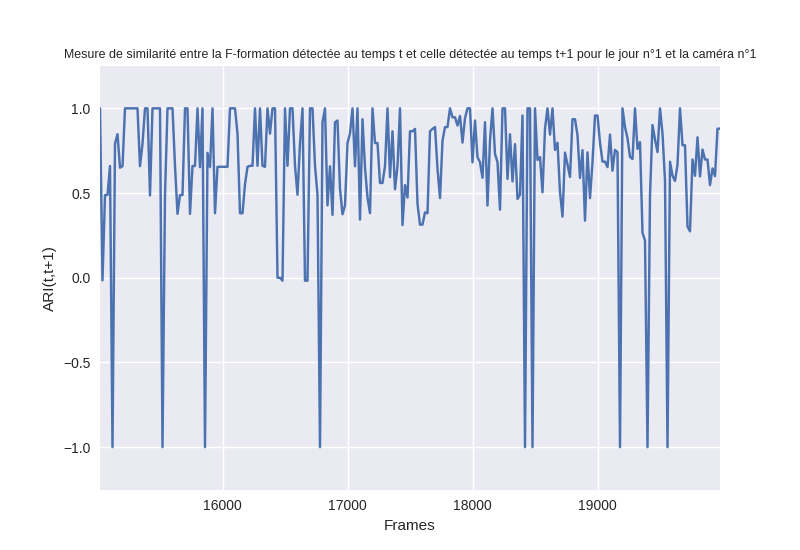 Mesure de similarité entre la F-formation détectée au temps t et celle détectée au temps t+1 pour le jour n°1 et la caméra n°1
1.0
0.5
0.0
−0.5
−1.0
ARI(t,t+1)
16000 17000 18000 19000
Frames